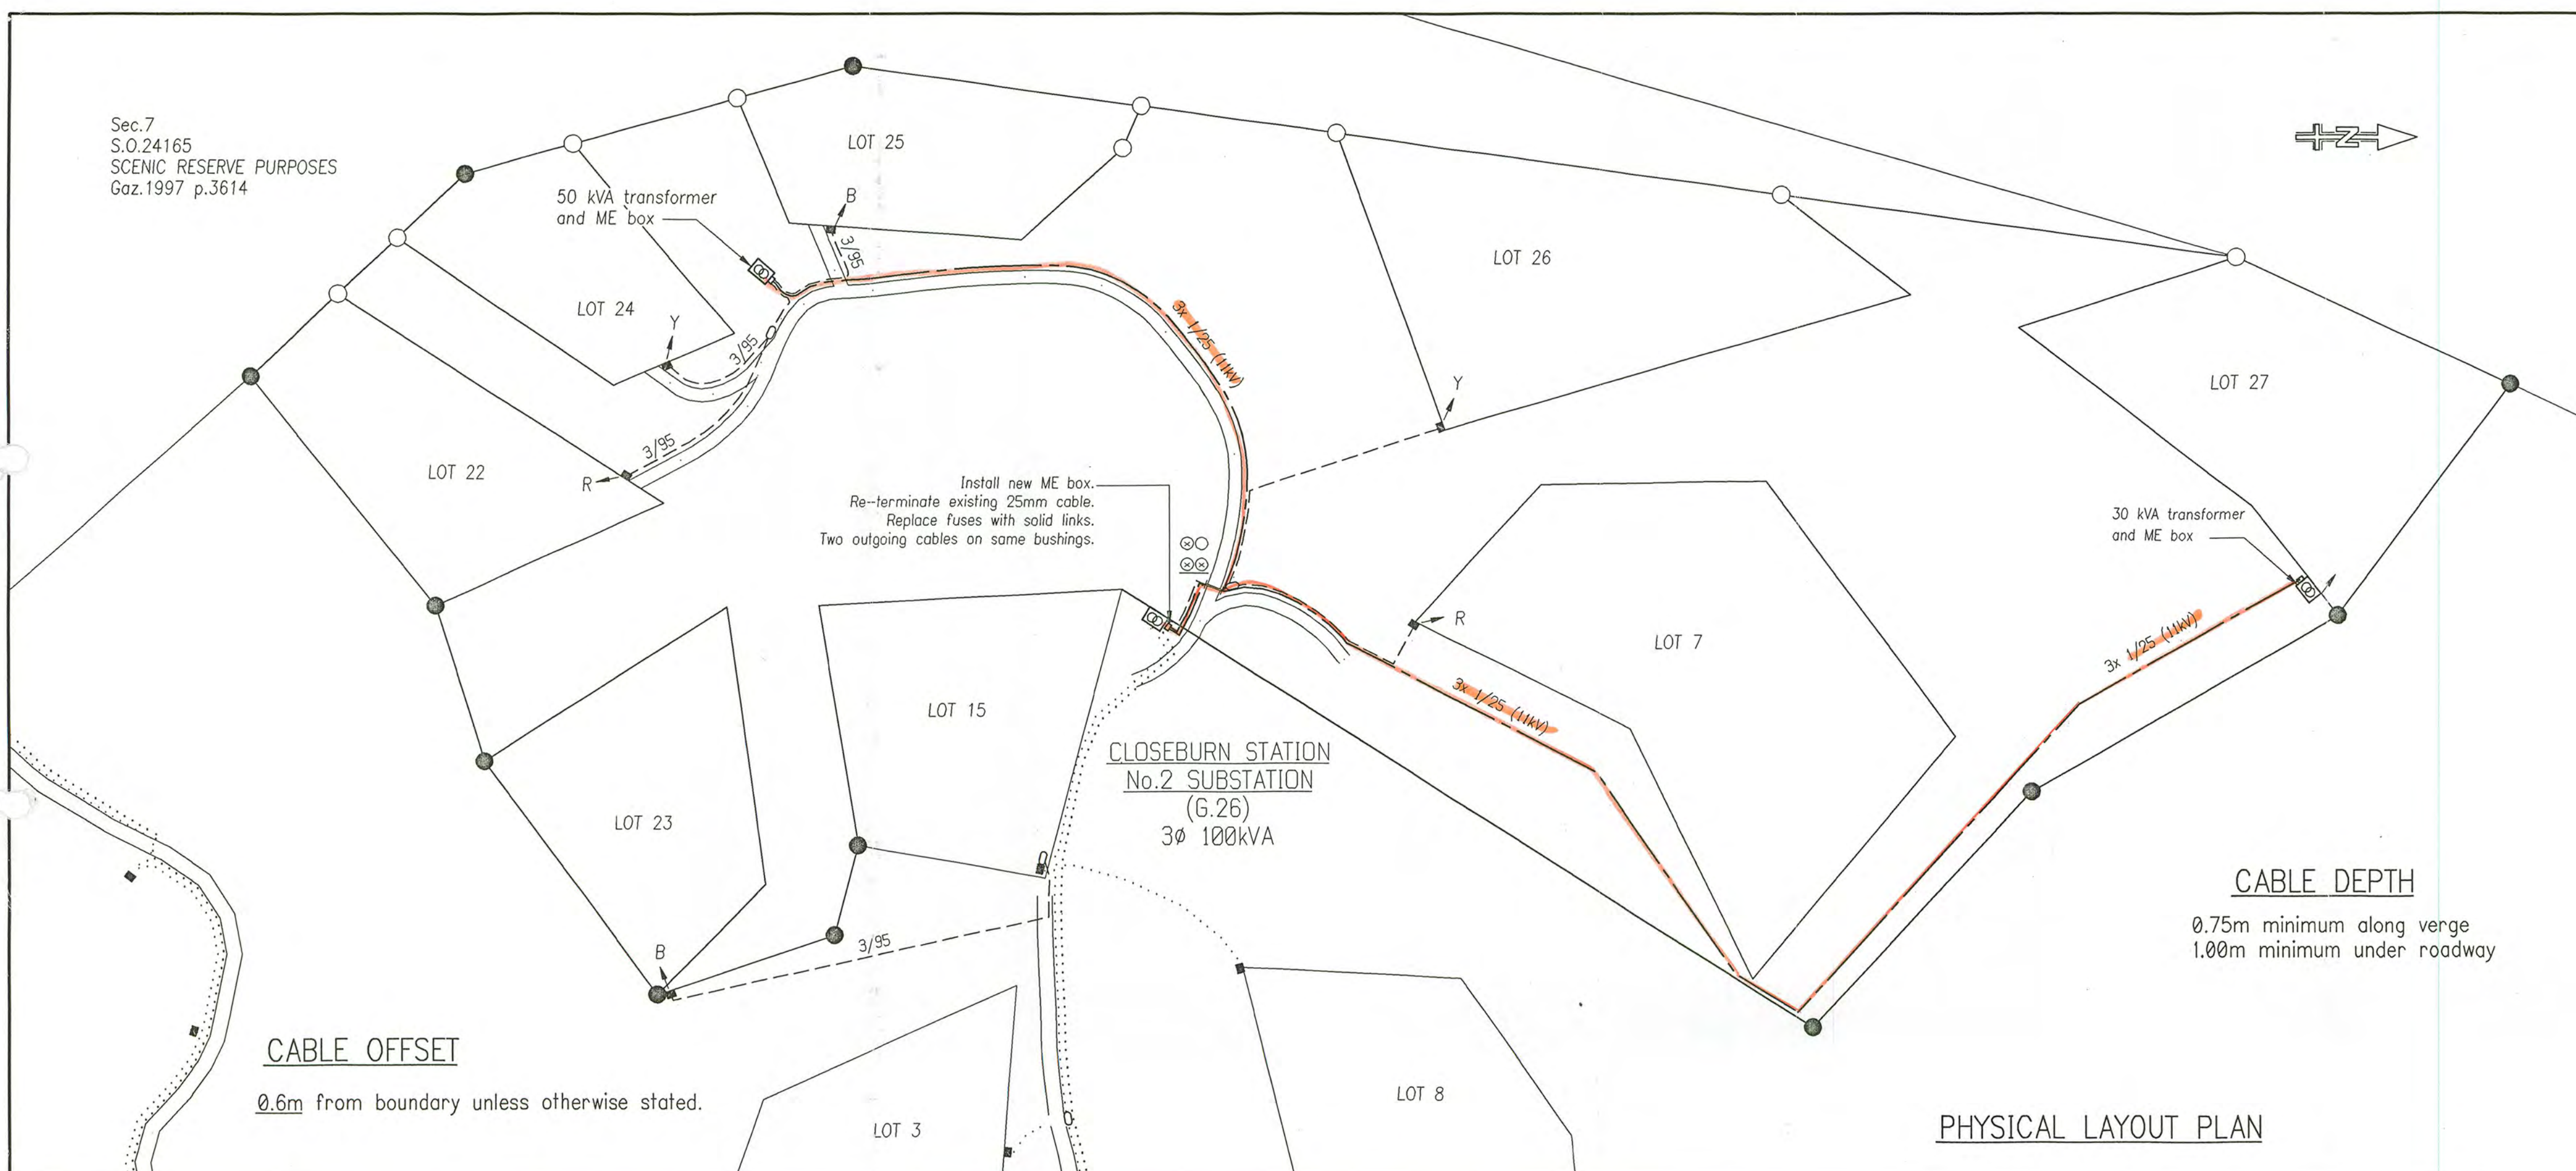 Sec.7
S.O.24165
SCENIC RESERVE PURPOSES
Gaz.1997 p.3614
LOT 25
50 kVA transformer
and ME box
B
3/95
N
LOT 26
LOT 24
Y
3/95
3x 1/25 (11kV)
LOT 27
Y
3/95
R
LOT 22
Install new ME box.
Re-terminate existing 25mm cable.
Replace fuses with solid links.
Two outgoing cables on same bushings.
30 kVA transformer
and ME box
R
LOT 7
3x 1/25 (11kV)
3x 1/25 (11kV)
LOT 15
CLOSEBURN STATION
No.2 SUBSTATION
(G.26)
3ø 100kVA
LOT 23
CABLE DEPTH
0.75m minimum along verge
1.00m minimum under roadway
3/95
B
CABLE OFFSET
0.6m from boundary unless otherwise stated.
LOT 8
LOT 3
PHYSICAL LAYOUT PLAN